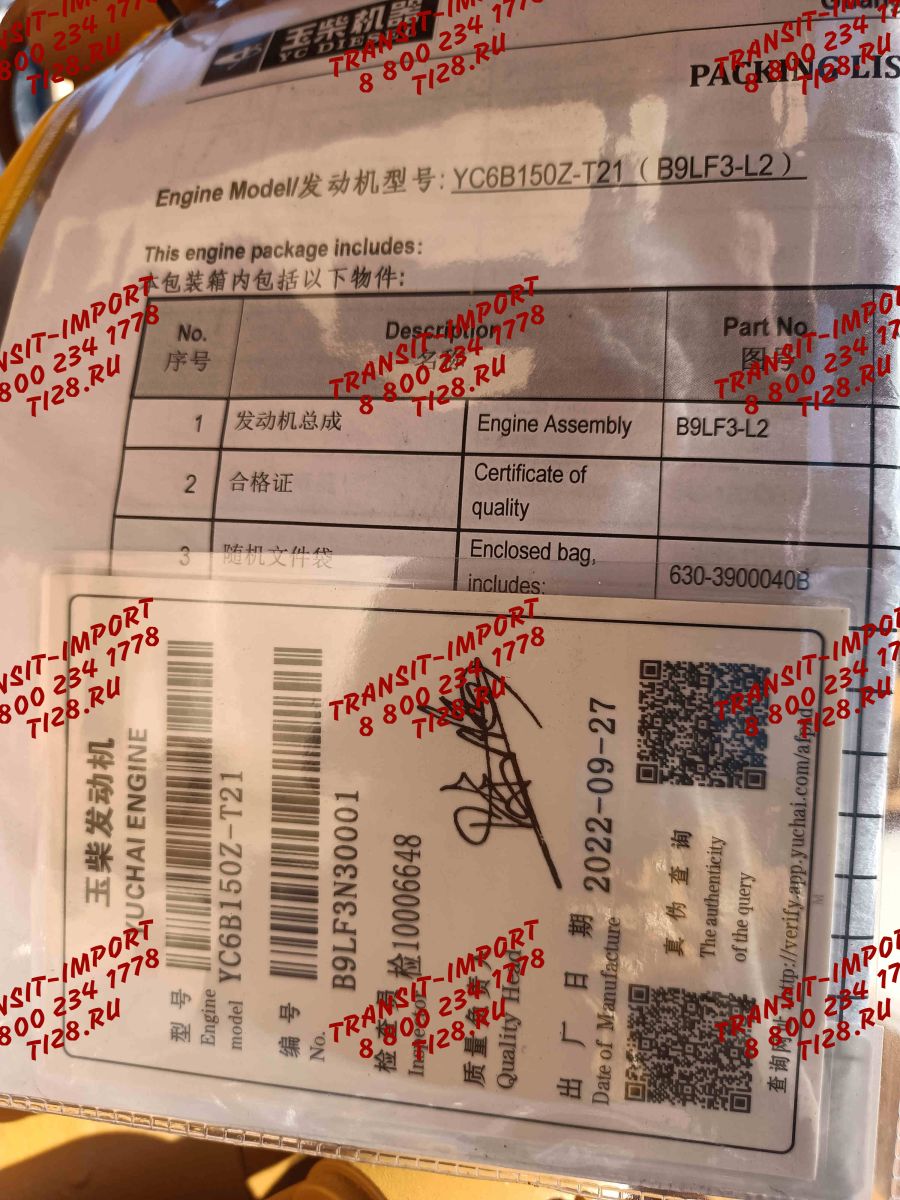 玉柴机器
YC DIESEL
PACKING LIS
Engine Model/发动机型号: YC6B150Z-T21 ( B9LF3-L2 )
This engine package includes:
本包装箱内包括以下物件:
No. Description Part No
序号 名称 图号
1 发动机总成 Engine Assembly B9LF3-L2
2 合格证 Certificate of quality
3 随机文件袋 Enclosed bag, includes: 630-3900040B
玉柴发动机
YUCHAI ENGINE
型号 Engine model YC6B150Z-T21
编号 No. B9LF3N30001
检查员 Inspector 检1006648
质量负责人 Quality Head
出厂日期 Date of Manufacture 2022-09-27
真伪查询
The authenticity
of the query
查询网 http://verify.app.yuchai.com/afp
TRANSIT-IMPORT
8 800 234 1778
TI28.RU